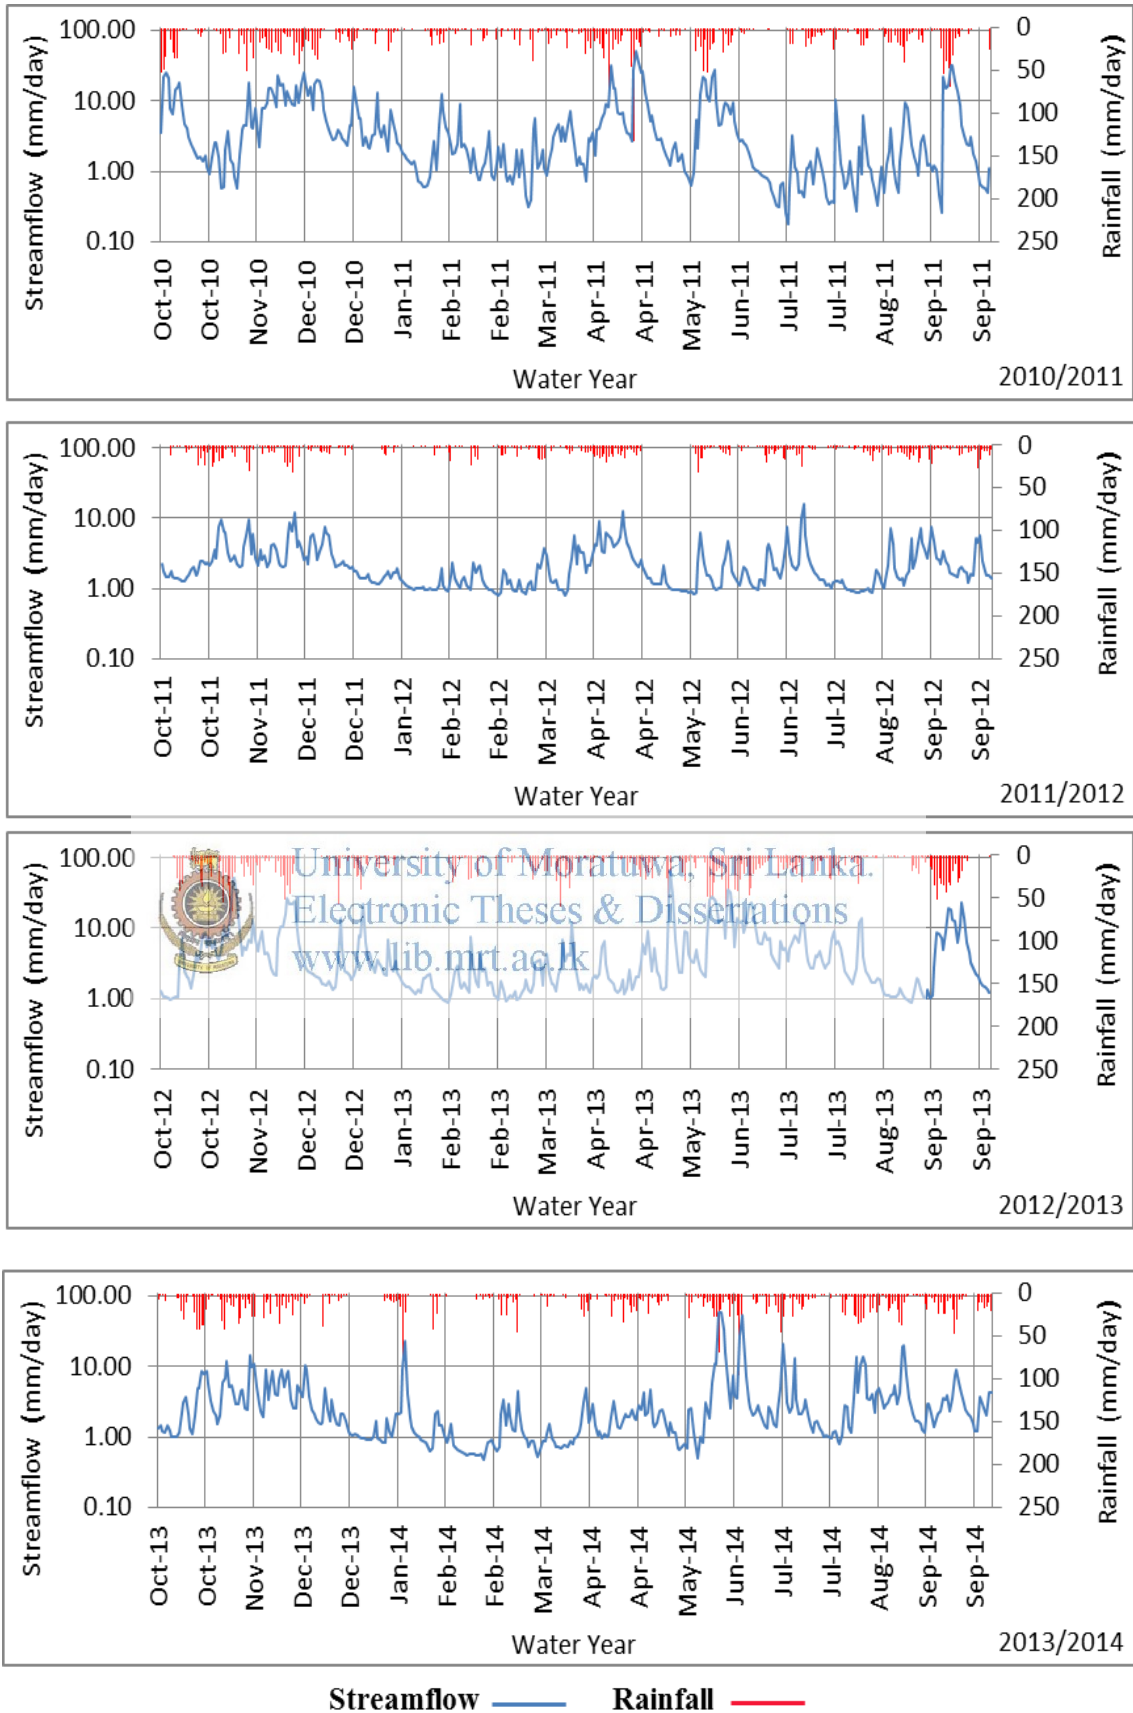 100.00
10.00
1.00
0.10
Streamflow (mm/day)
0
50
100
150
200
250
Rainfall (mm/day)
Oct-10
Oct-10
Nov-10
Dec-10
Dec-10
Jan-11
Feb-11
Feb-11
Mar-11
Apr-11
Apr-11
May-11
Jun-11
Jul-11
Jul-11
Aug-11
Sep-11
Sep-11
Water Year
2010/2011
100.00
10.00
1.00
0.10
Streamflow (mm/day)
0
50
100
150
200
250
Rainfall (mm/day)
Oct-11
Oct-11
Nov-11
Dec-11
Dec-11
Jan-12
Feb-12
Feb-12
Mar-12
Apr-12
Apr-12
May-12
Jun-12
Jun-12
Jul-12
Aug-12
Sep-12
Sep-12
Water Year
2011/2012
100.00
10.00
1.00
0.10
Streamflow (mm/day)
University of Moratuwa, Sri Lanka.
Electronic Theses & Dissertations
www.lib.mrt.ac.lk
0
50
100
150
200
250
Rainfall (mm/day)
Oct-12
Oct-12
Nov-12
Dec-12
Dec-12
Jan-13
Feb-13
Feb-13
Mar-13
Apr-13
Apr-13
May-13
Jun-13
Jul-13
Jul-13
Aug-13
Sep-13
Sep-13
Water Year
2012/2013
100.00
10.00
1.00
0.10
Streamflow (mm/day)
0
50
100
150
200
250
Rainfall (mm/day)
Oct-13
Oct-13
Nov-13
Dec-13
Dec-13
Jan-14
Feb-14
Feb-14
Mar-14
Apr-14
Apr-14
May-14
Jun-14
Jul-14
Jul-14
Aug-14
Sep-14
Sep-14
Water Year
2013/2014
Streamflow
Rainfall